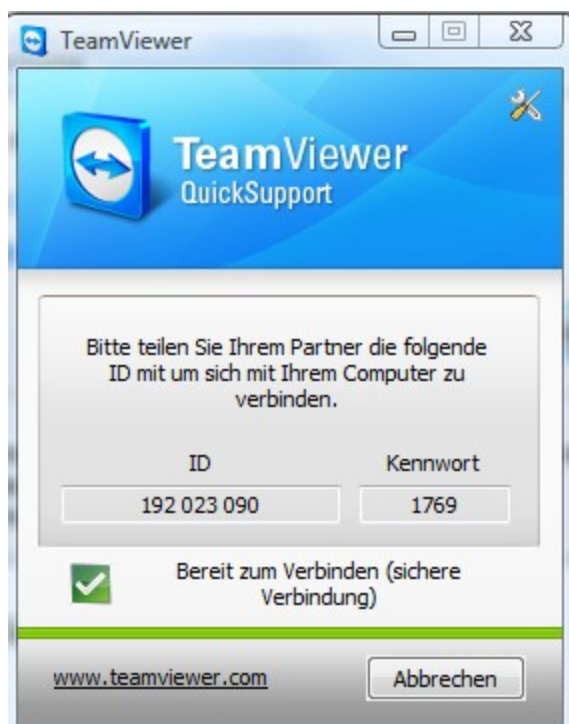 TeamViewer
TeamViewer
QuickSupport
Bitte teilen Sie Ihrem Partner die folgende
ID mit um sich mit Ihrem Computer zu
verbinden.
ID Kennwort
192 023 090 1769
Bereit zum Verbinden (sichere
Verbindung)
www.teamviewer.com Abbrechen